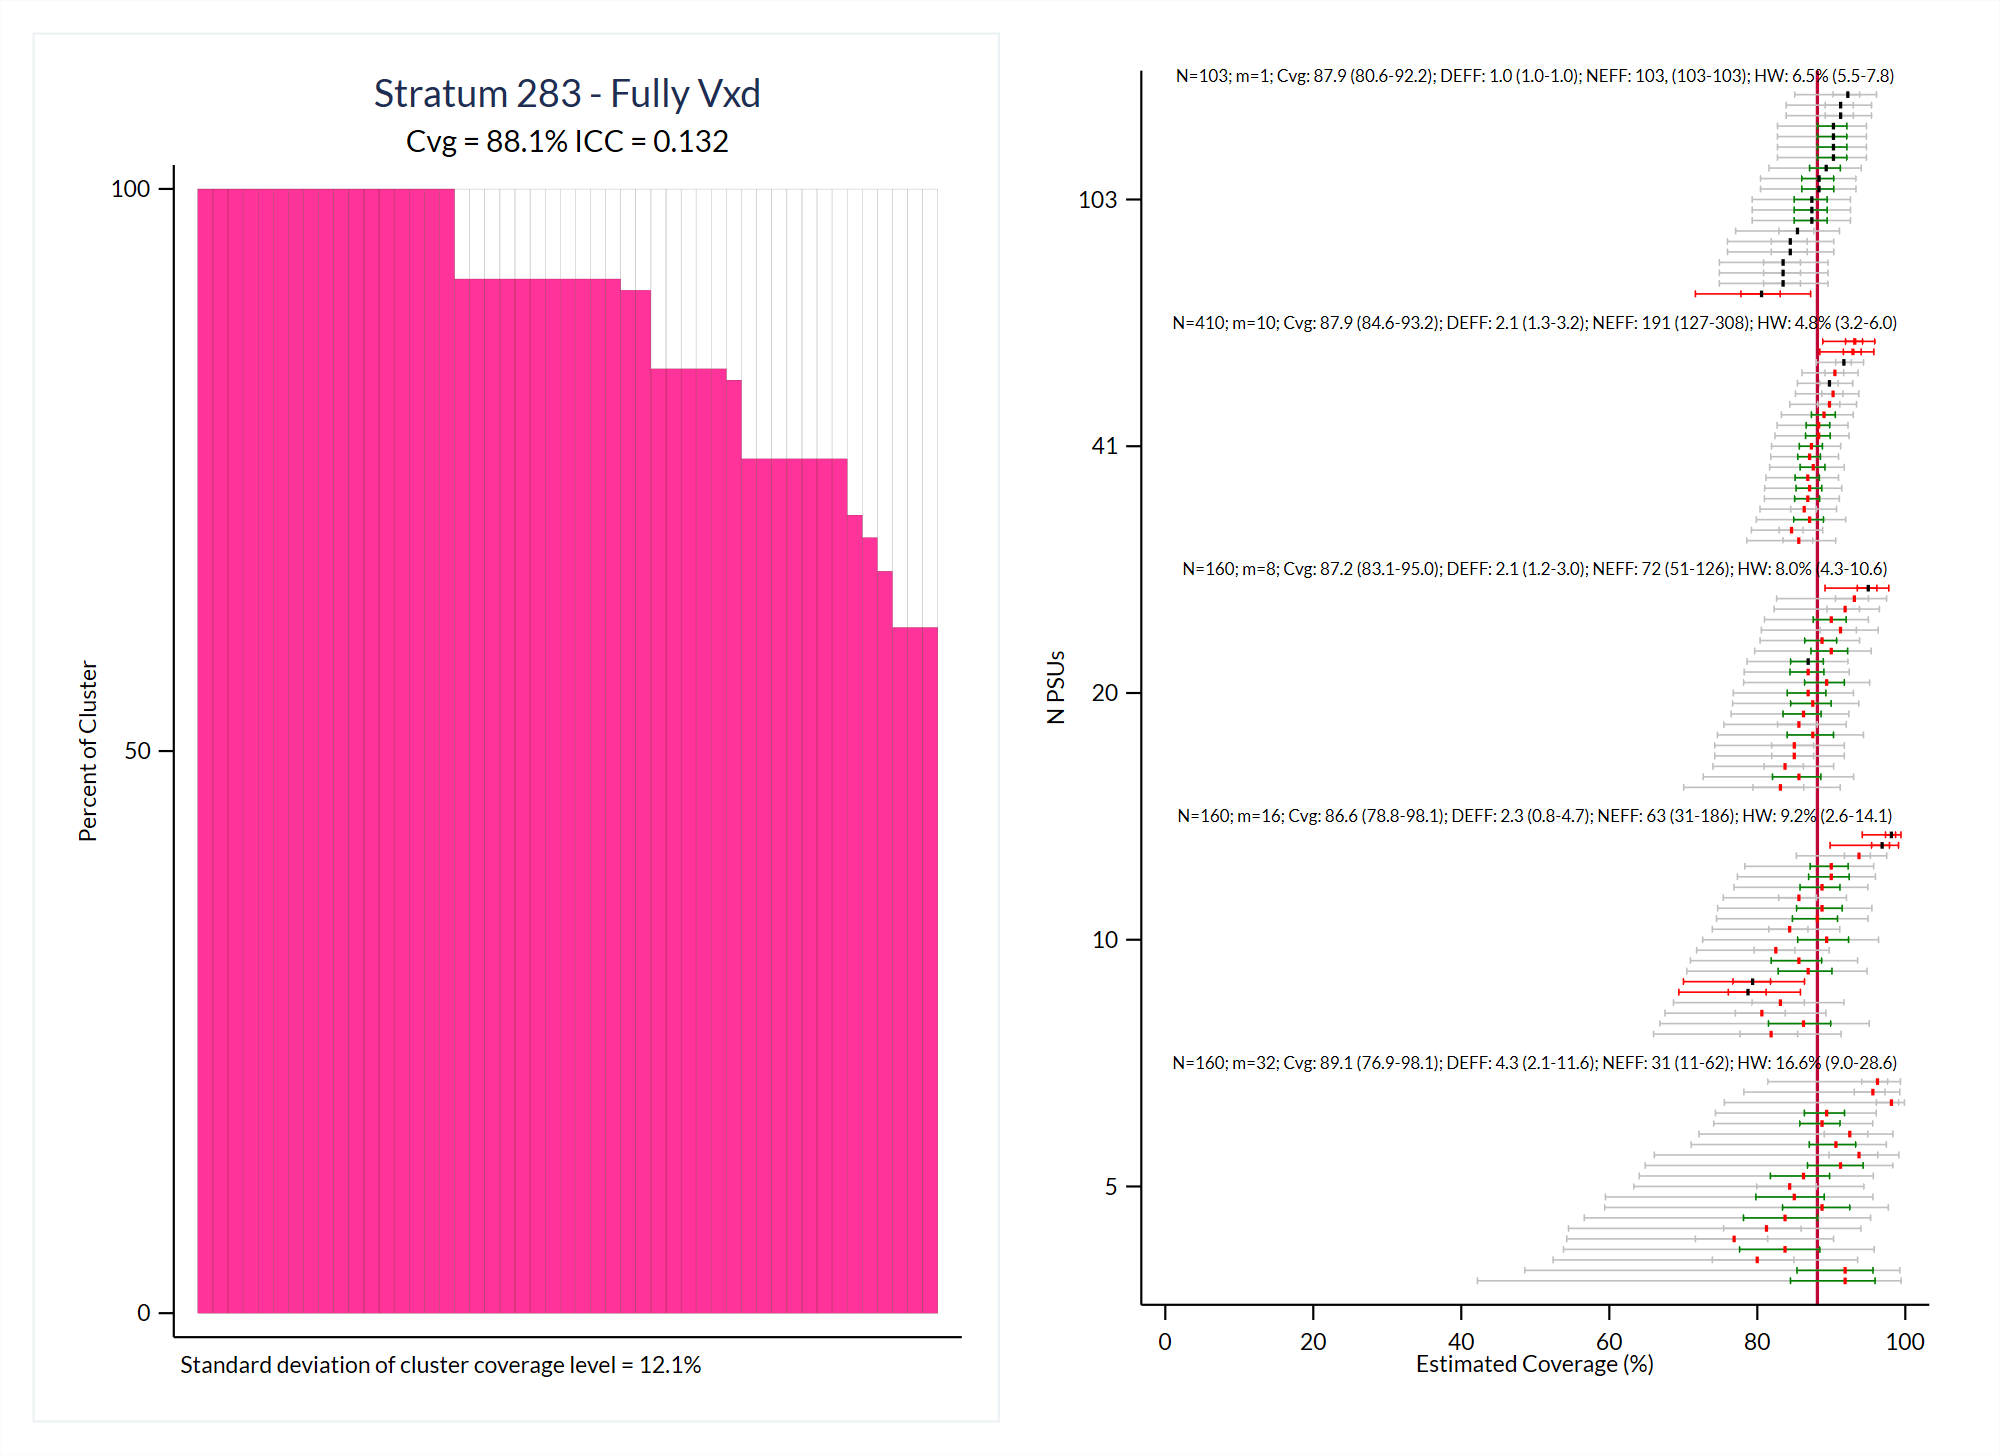 Stratum 283 - Fully Vxd
Cvg = 88.1% ICC = 0.132
100
50
0
Percent of Cluster
Standard deviation of cluster coverage level = 12.1%
N=103; m=1; Cvg: 87.9 (80.6-92.2); DEFF: 1.0 (1.0-1.0); NEFF: 103, (103-103); HW: 6.5% (5.5-7.8)
103
N=410; m=10; Cvg: 87.9 (84.6-93.2); DEFF: 2.1 (1.3-3.2); NEFF: 191 (127-308); HW: 4.8% (3.2-6.0)
41
N=160; m=8; Cvg: 87.2 (83.1-95.0); DEFF: 2.1 (1.2-3.0); NEFF: 72 (51-126); HW: 8.0% (4.3-10.6)
20
N=160; m=16; Cvg: 86.6 (78.8-98.1); DEFF: 2.3 (0.8-4.7); NEFF: 63 (31-186); HW: 9.2% (2.6-14.1)
10
N=160; m=32; Cvg: 89.1 (76.9-98.1); DEFF: 4.3 (2.1-11.6); NEFF: 31 (11-62); HW: 16.6% (9.0-28.6)
5
N PSUs
0 20 40 60 80 100
Estimated Coverage (%)